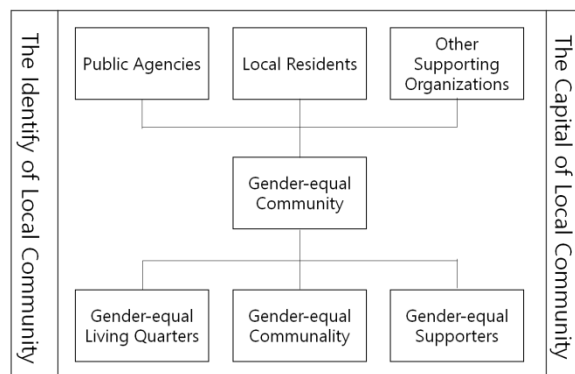 The Identify of Local Community
Public Agencies
Local Residents
Other
Supporting
Organizations
Gender-equal
Community
Gender-equal
Living Quarters
Gender-equal
Communality
Gender-equal
Supporters
The Capital of Local Community